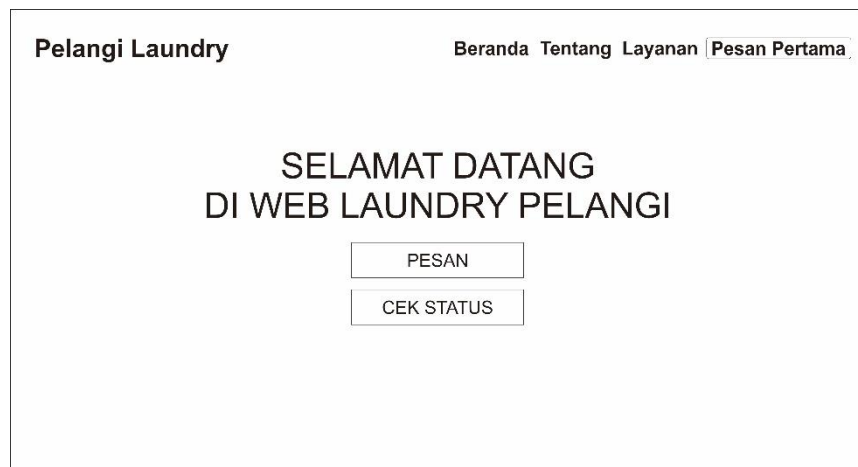 Pelangi Laundry
Beranda Tentang Layanan Pesan Pertama
SELAMAT DATANG
DI WEB LAUNDRY PELANGI
PESAN
CEK STATUS